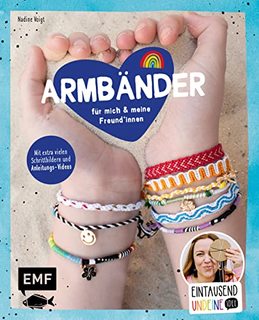 Nadine Voigt
ARMBÄNDER
für mich & meine
Freund*innen
Mit extra vielen
Schrittbildern und
Anleitungs-Videos
EMF
EINTAUSEND
UNDEINE IDEE